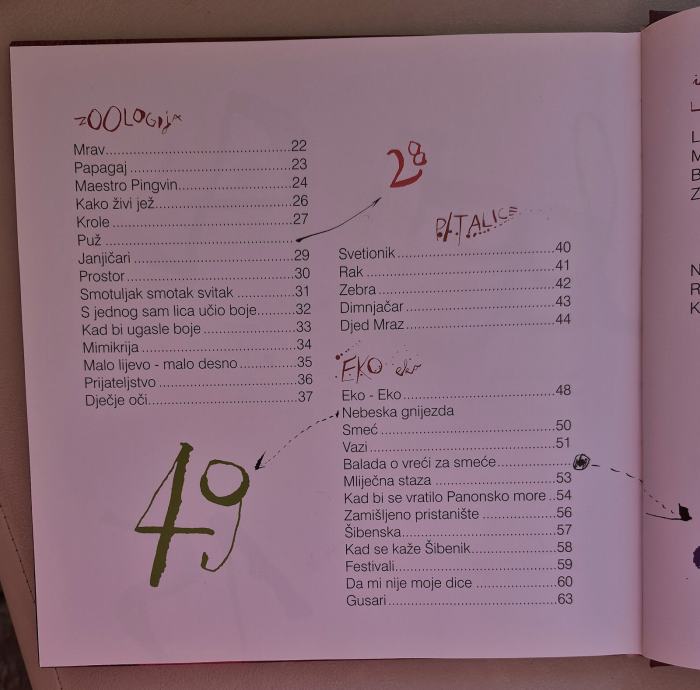 ZOOLOGIJA
Mrav.....22
Papagaj.....23
Maestro Pingvin.....24
Kako živi jež.....26
Krole.....27
Puž.....
28
Janjičari.....29
Prostor.....30
Smotuljak smotak svitak.....31
S jednog sam lica učio boje.....32
Kad bi ugasle boje.....33
Mimikrija.....34
Malo lijevo - malo desno.....35
Prijateljstvo.....36
Dječje oči.....37
PITALICE
Svetionik.....40
Rak.....41
Zebra.....42
Dimnjačar.....43
Djed Mraz.....44
EKO eko
Eko - Eko.....48
Nebeska gnijezda
49
Smeć.....50
Vazi.....51
Balada o vreći za smeće.....
Mliječna staza.....53
Kad bi se vratilo Panonsko more..54
Zamišljeno pristanište.....56
Šibenska.....57
Kad se kaže Šibenik.....58
Festivali.....59
Da mi nije moje dice.....60
Gusari.....63